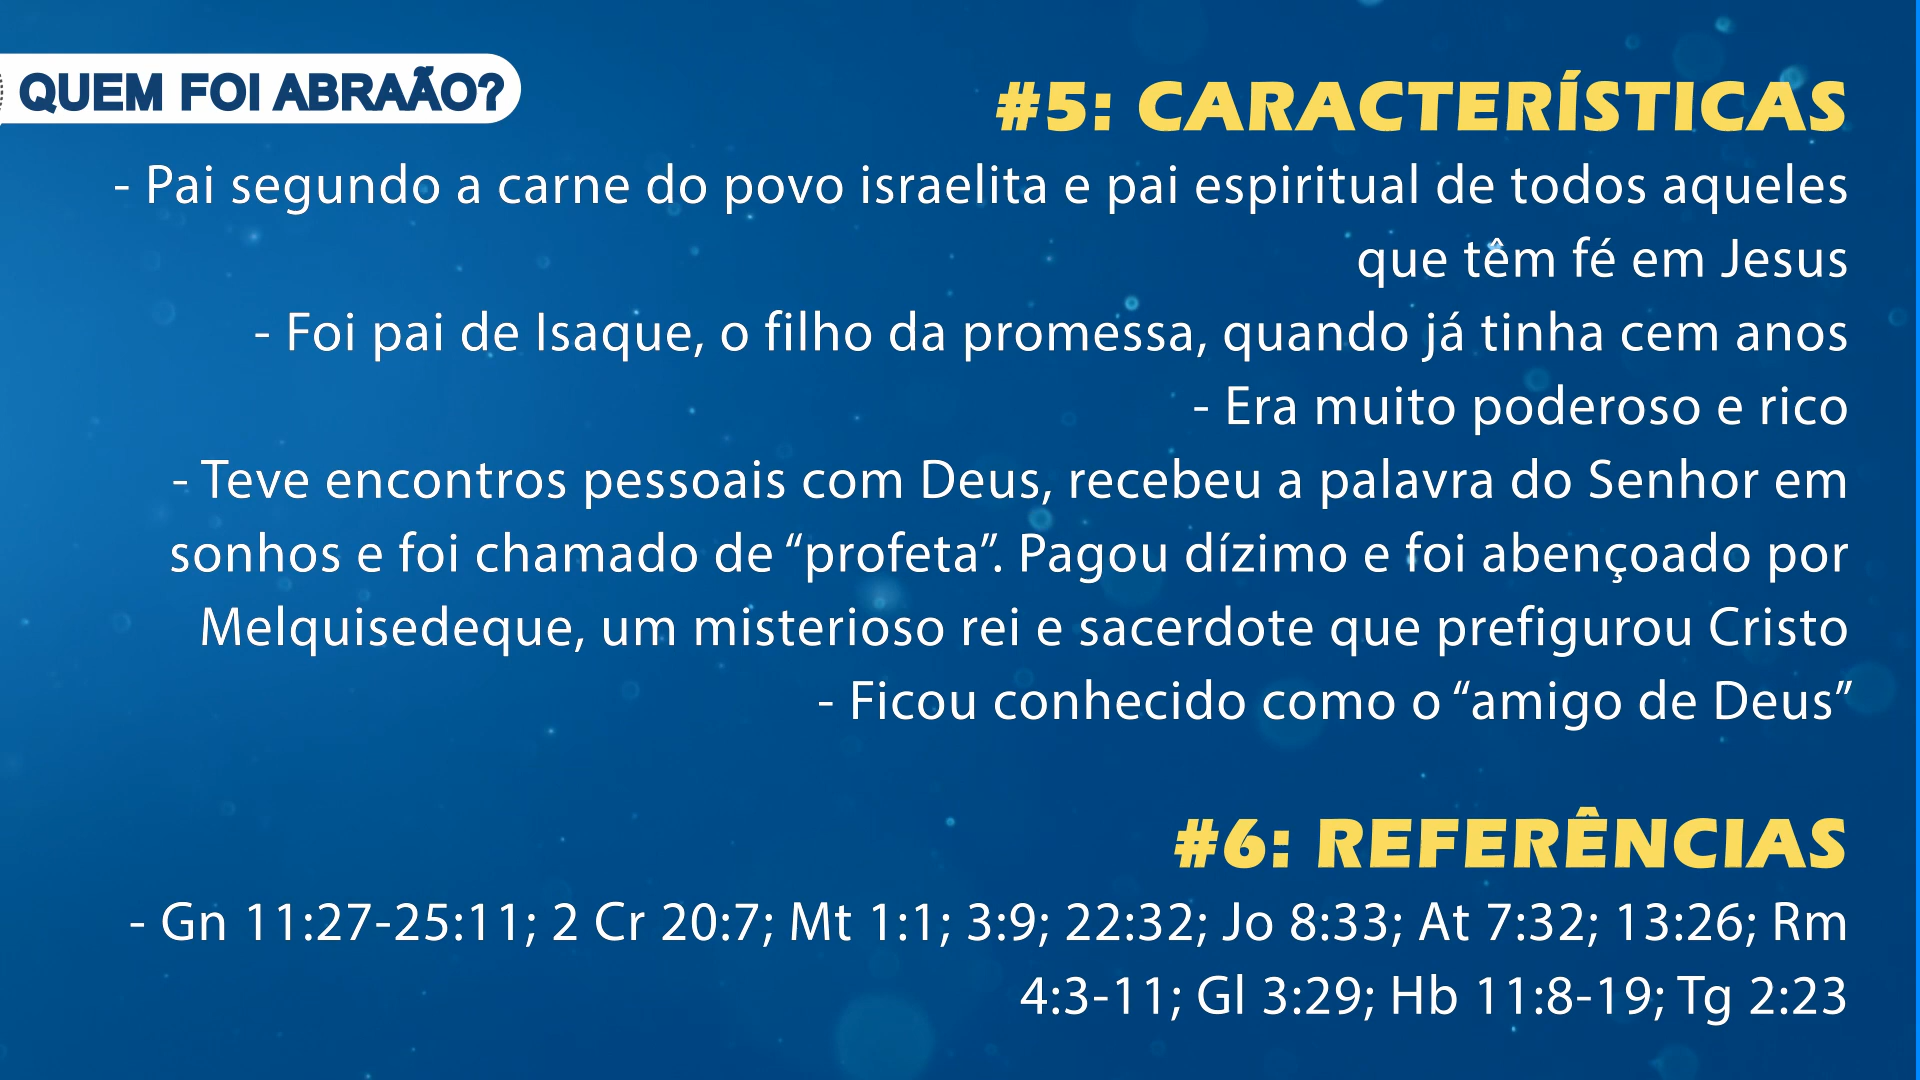 QUEM FOI ABRAÃO?
#5: CARACTERÍSTICAS
- Pai segundo a carne do povo israelita e pai espiritual de todos aqueles
que têm fé em Jesus
- Foi pai de Isaque, o filho da promessa, quando já tinha cem anos
- Era muito poderoso e rico
- Teve encontros pessoais com Deus, recebeu a palavra do Senhor em
sonhos e foi chamado de “profeta”. Pagou dízimo e foi abençoado por
Melquisedeque, um misterioso rei e sacerdote que prefigurou Cristo
- Ficou conhecido como o “amigo de Deus”
#6: REFERÊNCIAS
- Gn 11:27-25:11; 2 Cr 20:7; Mt 1:1; 3:9; 22:32; Jo 8:33; At 7:32; 13:26; Rm
4:3-11; Gl 3:29; Hb 11:8-19; Tg 2:23